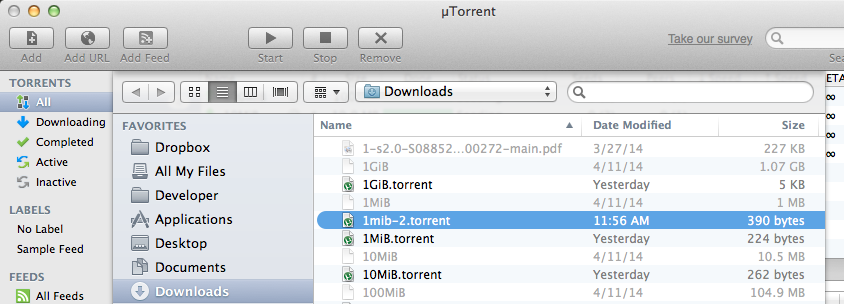 µTorrent
Add Add URL Add Feed Start Stop Remove Take our survey
TORRENTS
All
Downloading
Completed
Active
Inactive
LABELS
No Label
Sample Feed
FEEDS
All Feeds
Downloads
FAVORITES
Dropbox
All My Files
Developer
Applications
Desktop
Documents
Downloads
Name Date Modified Size
1-s2.0-S08852...00272-main.pdf 3/27/14 227 KB
1GiB 4/11/14 1.07 GB
1GiB.torrent Yesterday 5 KB
1MiB 4/11/14 1 MB
1mib-2.torrent 11:56 AM 390 bytes
1MiB.torrent Yesterday 224 bytes
10MiB 4/11/14 10.5 MB
10MiB.torrent Yesterday 262 bytes
100MiB 4/11/14 104.9 MB
∞
∞
∞
∞